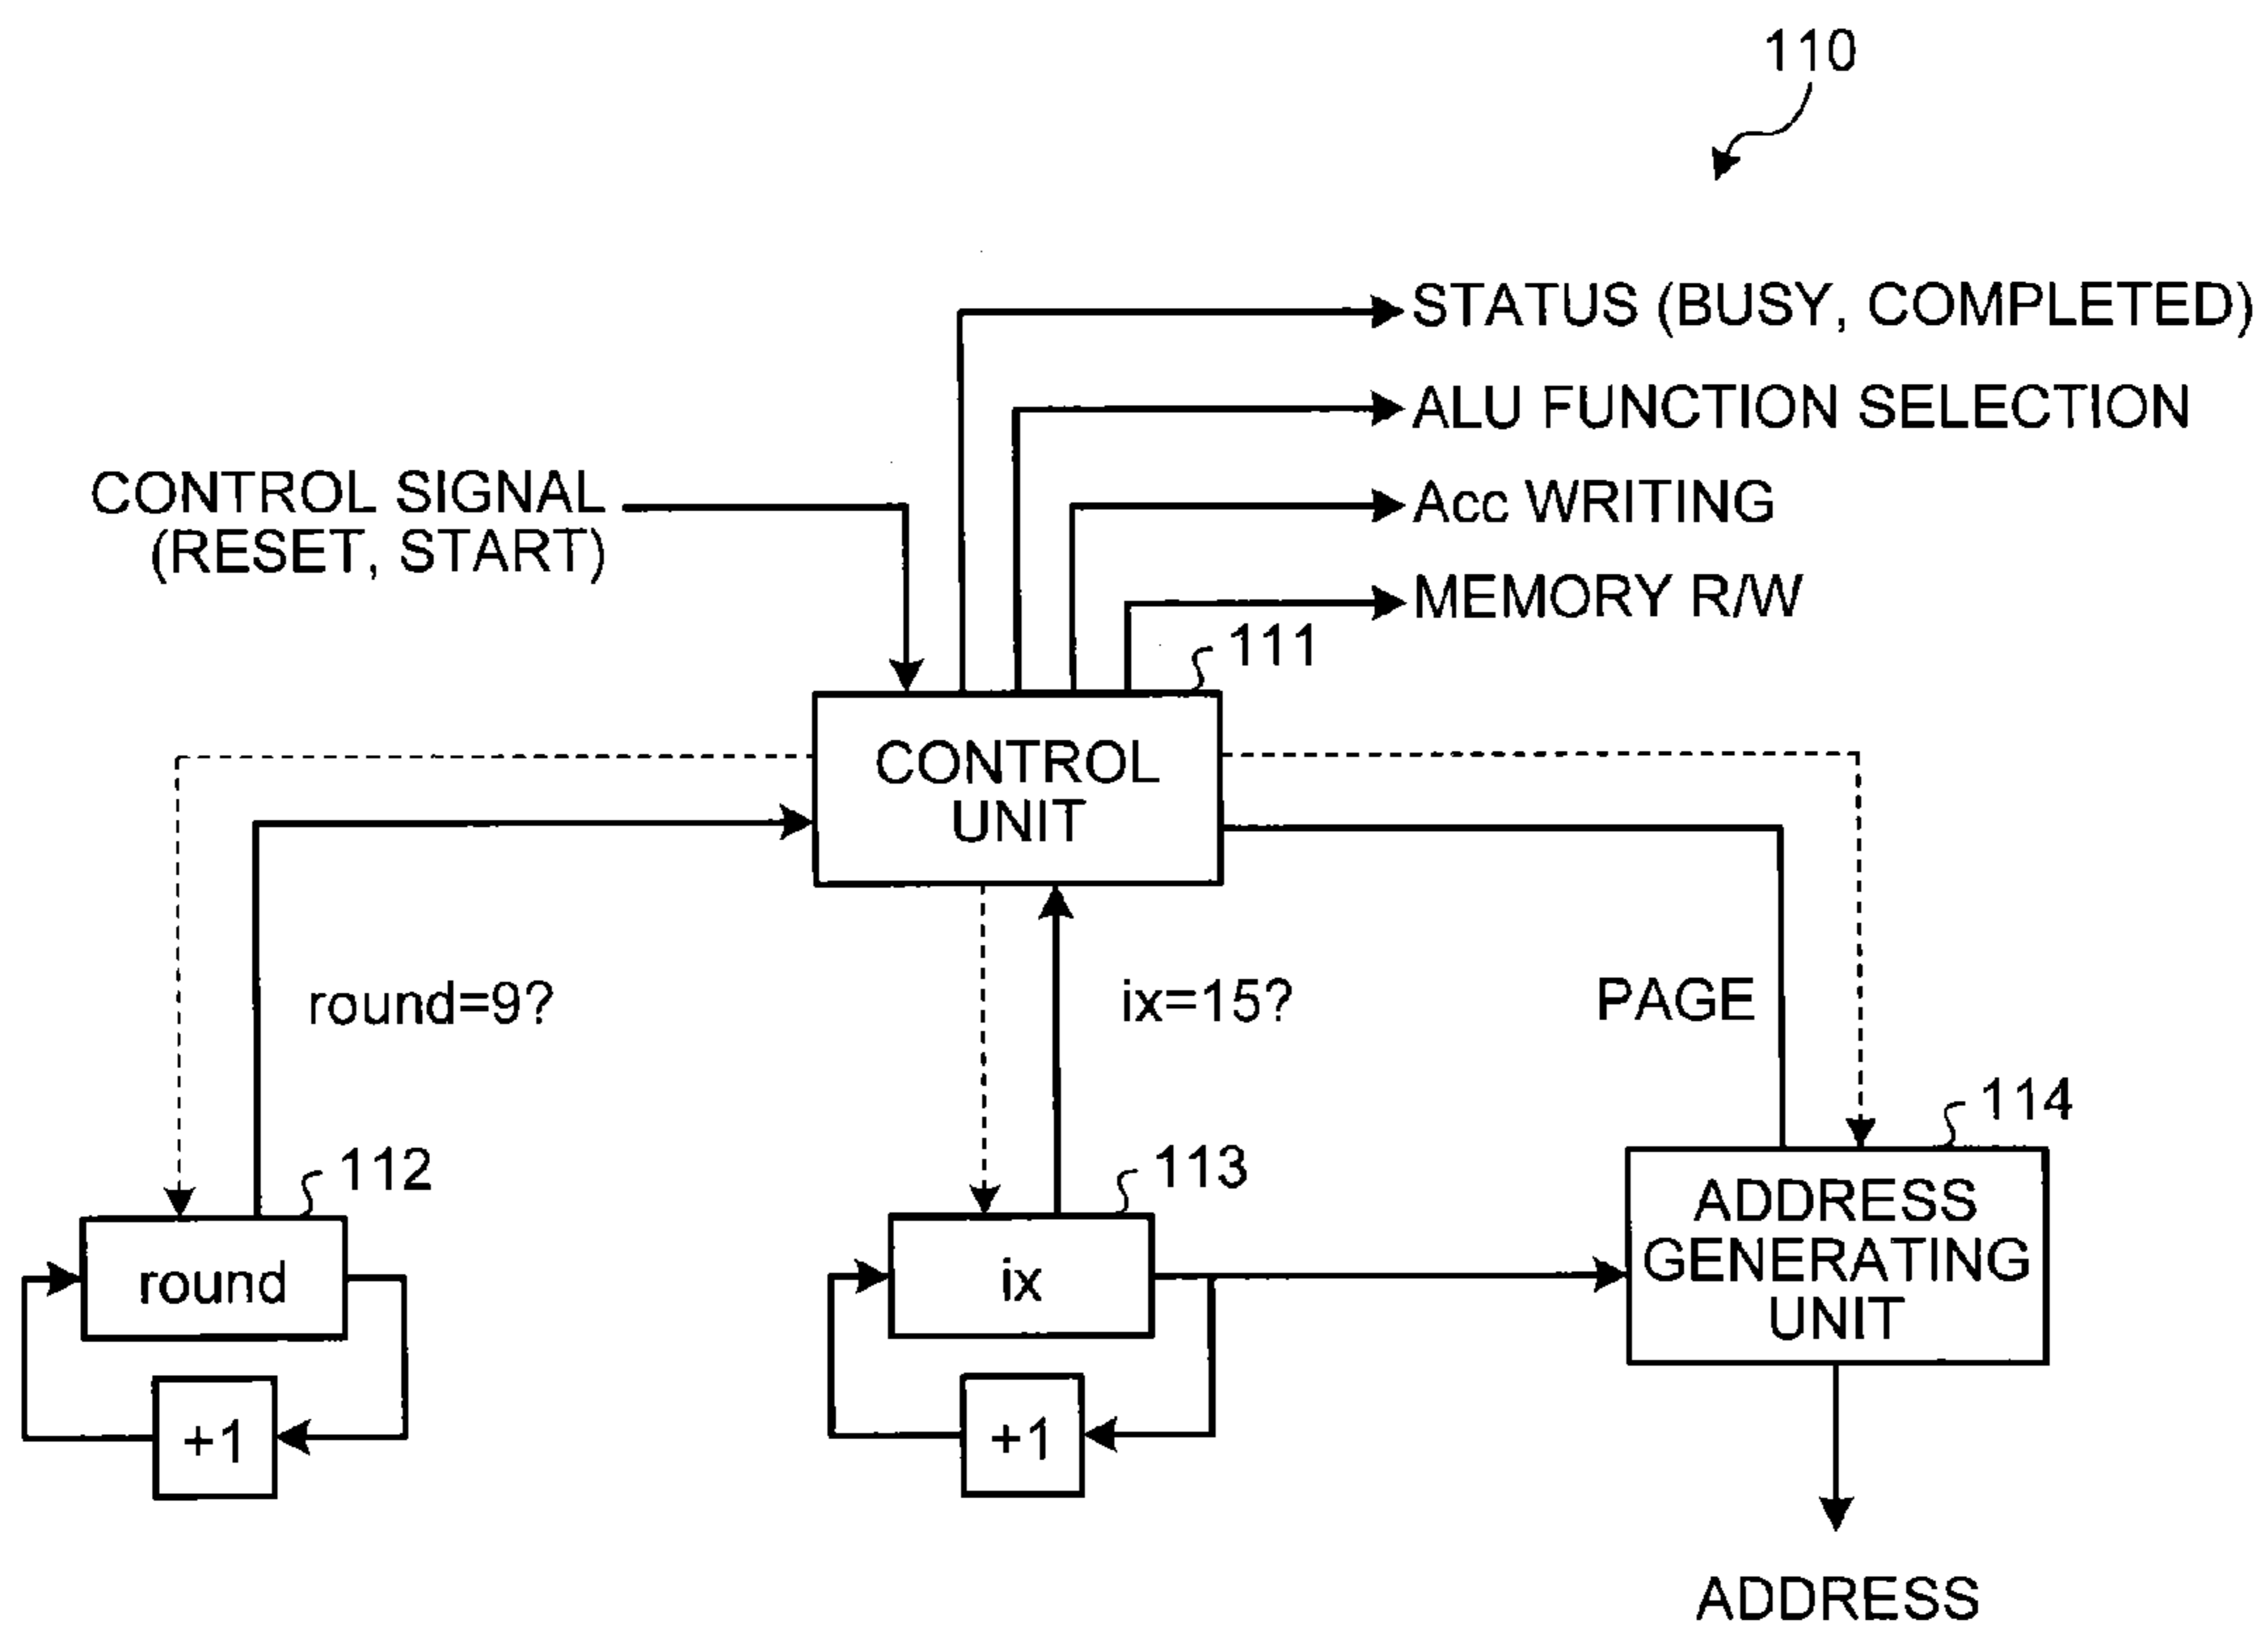 110
STATUS (BUSY, COMPLETED)
ALU FUNCTION SELECTION
CONTROL SIGNAL
(RESET, START)
Acc WRITING
MEMORY R/W
111
CONTROL
UNIT
round=9?
ix=15?
PAGE
112
113
114
round
ix
ADDRESS
GENERATING
UNIT
+1
+1
ADDRESS